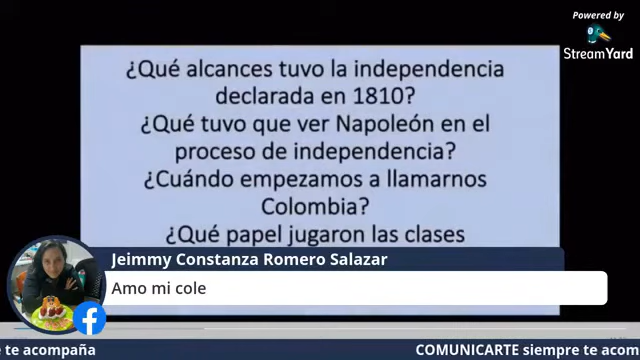 Powered by
StreamYard
¿Qué alcances tuvo la independencia
declarada en 1810?
¿Qué tuvo que ver Napoleón en el
proceso de independencia?
¿Cuándo empezamos a llamarnos
Colombia?
¿Qué papel jugaron las clases
Jeimmy Constanza Romero Salazar
Amo mi cole
e te acompaña
COMUNICARTE siempre te acom